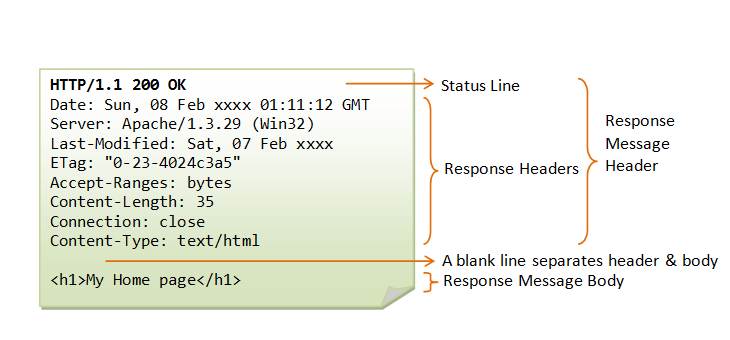 HTTP/1.1 200 OK
Date: Sun, 08 Feb xxxx 01:11:12 GMT
Server: Apache/1.3.29 (Win32)
Last-Modified: Sat, 07 Feb xxxx
ETag: "0-23-4024c3a5"
Accept-Ranges: bytes
Content-Length: 35
Connection: close
Content-Type: text/html
<h1>My Home page</h1>
Status Line
Response Headers
Response
Message
Header
A blank line separates header & body
Response Message Body